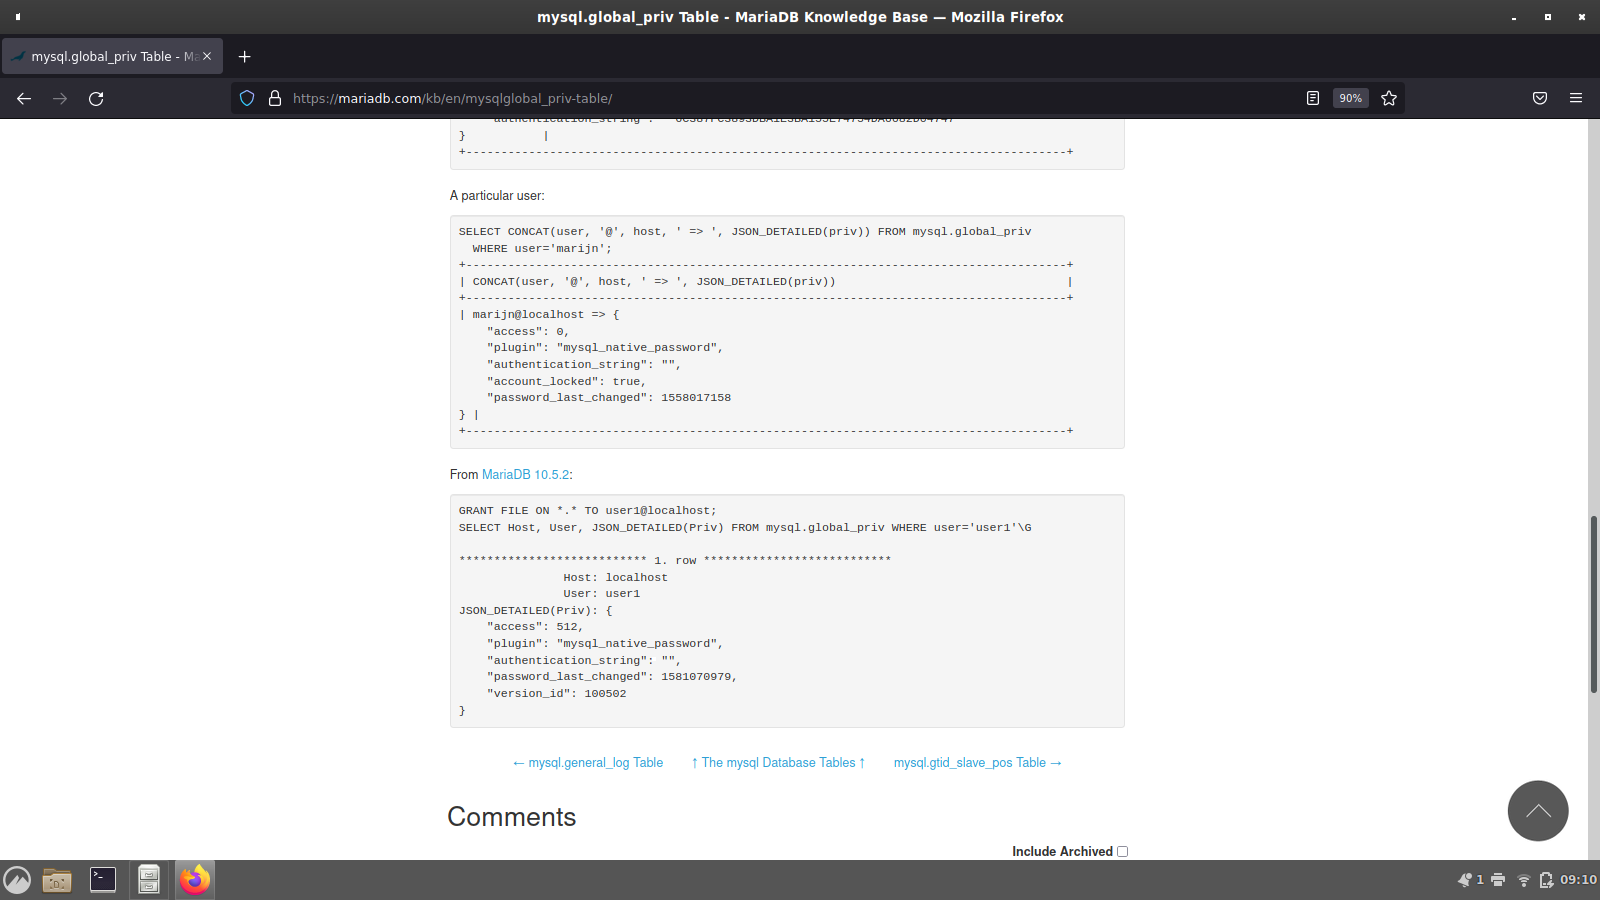 mysql.global_priv Table - MariaDB Knowledge Base — Mozilla Firefox
mysql.global_priv Table - Ma
https://mariadb.com/kb/en/mysqlglobal_priv-table/
90%
}           |
+--------------------------------------------------------------------------------------+
A particular user:
SELECT CONCAT(user, '@', host, ' => ', JSON_DETAILED(priv)) FROM mysql.global_priv
  WHERE user='marijn';
+--------------------------------------------------------------------------------------+
| CONCAT(user, '@', host, ' => ', JSON_DETAILED(priv))                                 |
+--------------------------------------------------------------------------------------+
| marijn@localhost => {
    "access": 0,
    "plugin": "mysql_native_password",
    "authentication_string": "",
    "account_locked": true,
    "password_last_changed": 1558017158
} |
+--------------------------------------------------------------------------------------+
From MariaDB 10.5.2:
GRANT FILE ON *.* TO user1@localhost;
SELECT Host, User, JSON_DETAILED(Priv) FROM mysql.global_priv WHERE user='user1'\G
*************************** 1. row ***************************
               Host: localhost
               User: user1
JSON_DETAILED(Priv): {
    "access": 512,
    "plugin": "mysql_native_password",
    "authentication_string": "",
    "password_last_changed": 1581070979,
    "version_id": 100502
}
← mysql.general_log Table ↑ The mysql Database Tables ↑ mysql.gtid_slave_pos Table →
Comments
Include Archived
1 09:10